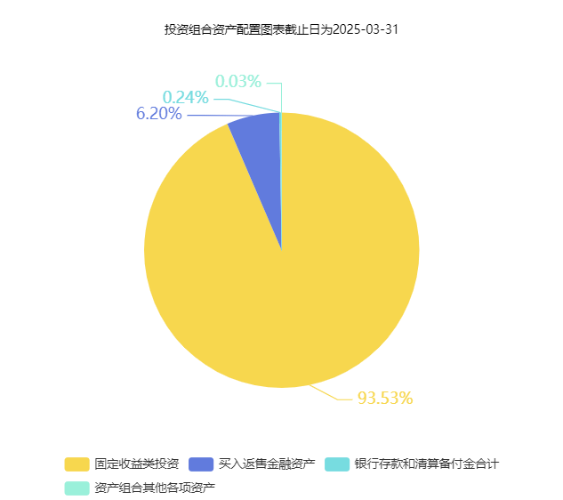 投资组合资产配置图表截止日为2025-03-31
0.03%
0.24%
6.20%
93.53%
固定收益类投资 买入返售金融资产 银行存款和清算备付金合计
资产组合其他各项资产